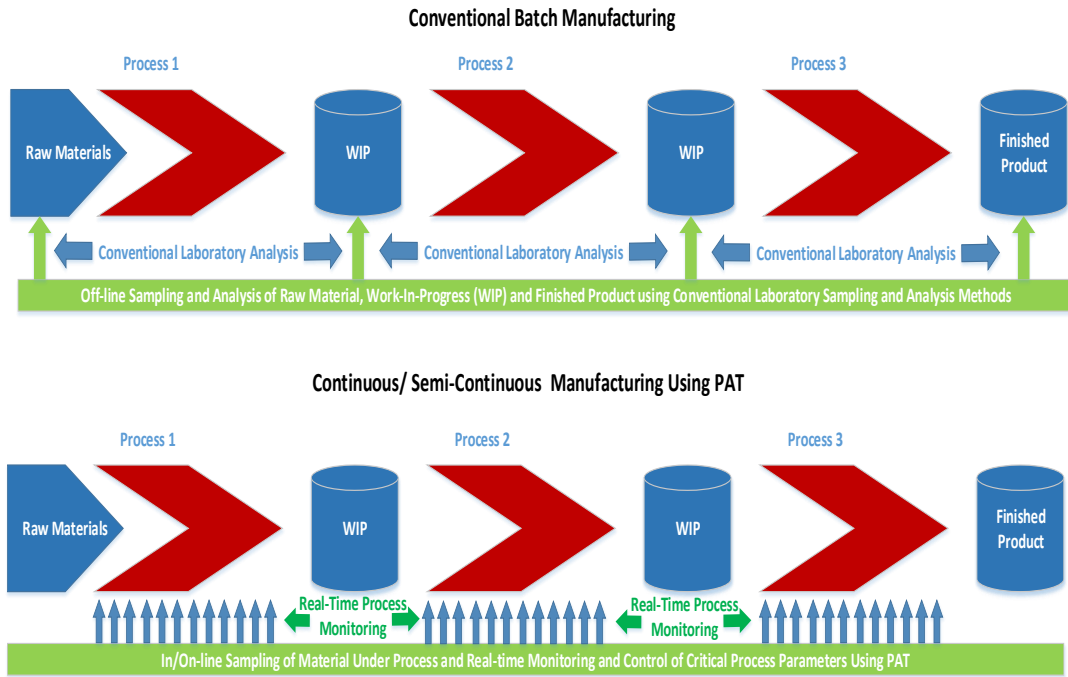 Conventional Batch Manufacturing
Process 1
Process 2
Process 3
Raw Materials
WIP
WIP
Finished
Product
Conventional Laboratory Analysis
Conventional Laboratory Analysis
Conventional Laboratory Analysis
Off-line Sampling and Analysis of Raw Material, Work-In-Progress (WIP) and Finished Product using Conventional Laboratory Sampling and Analysis Methods
Continuous/ Semi-Continuous Manufacturing Using PAT
Process 1
Process 2
Process 3
Raw Materials
WIP
WIP
Finished
Product
Real-Time Process
Monitoring
Real-Time Process
Monitoring
In/On-line Sampling of Material Under Process and Real-time Monitoring and Control of Critical Process Parameters Using PAT